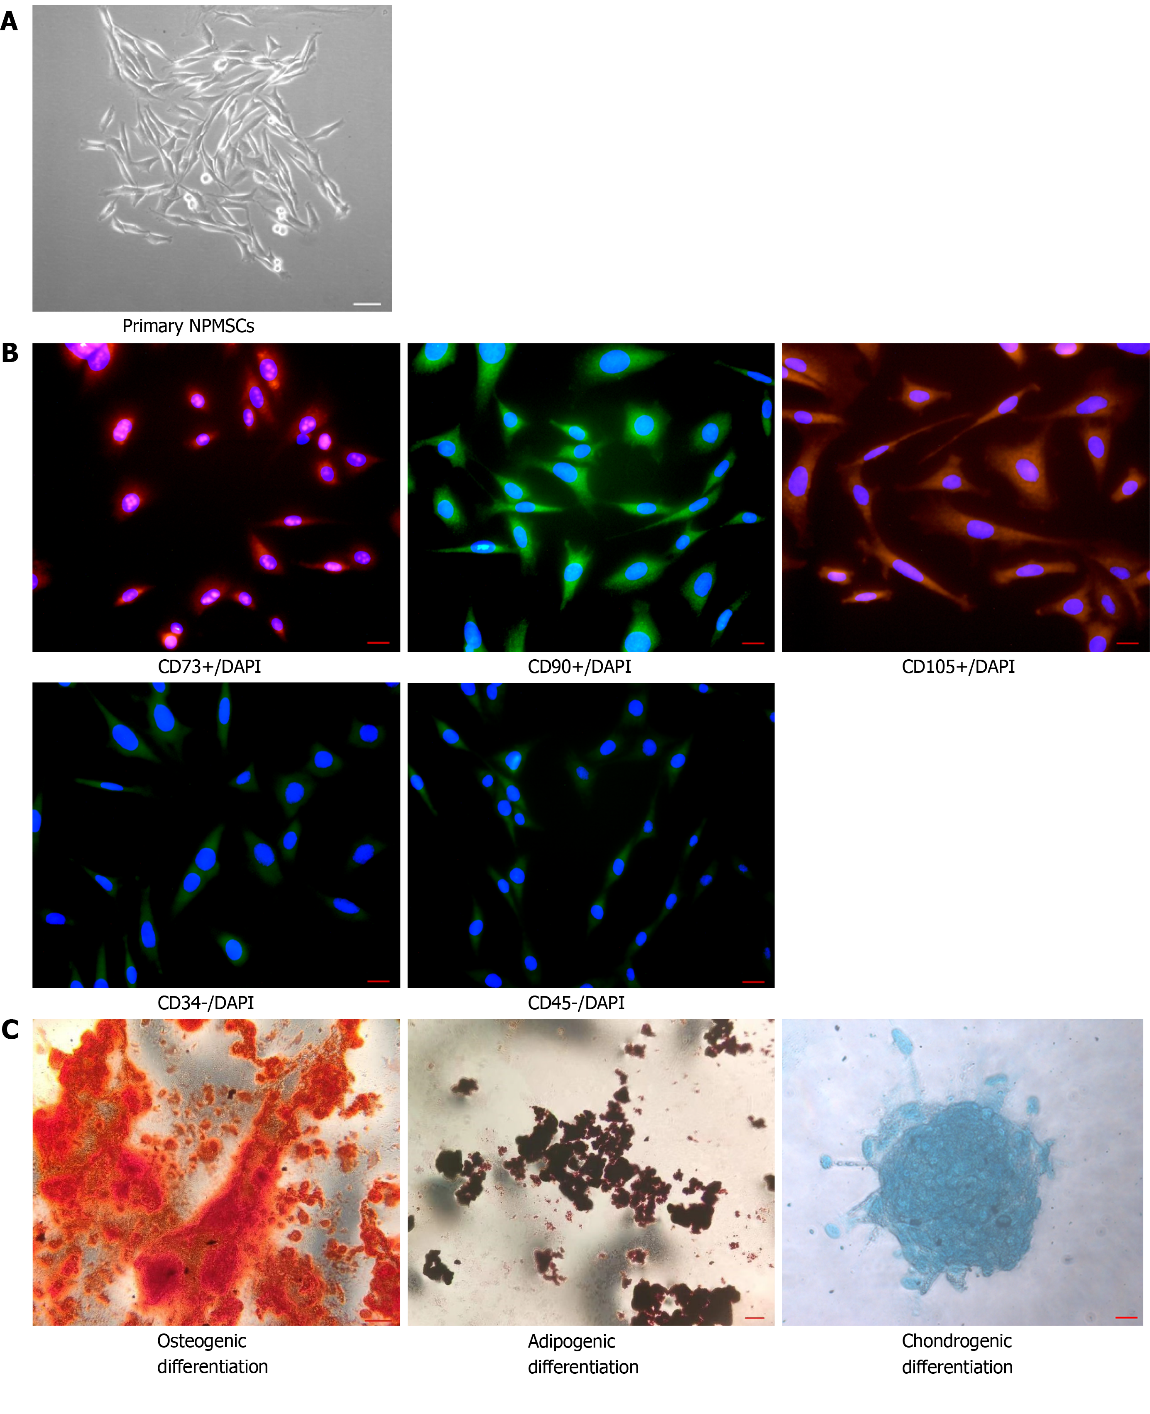 A
Primary NPMSCs
B
CD73+/DAPI
CD90+/DAPI
CD105+/DAPI
CD34-/DAPI
CD45-/DAPI
C
Osteogenic
differentiation
Adipogenic
differentiation
Chondrogenic
differentiation